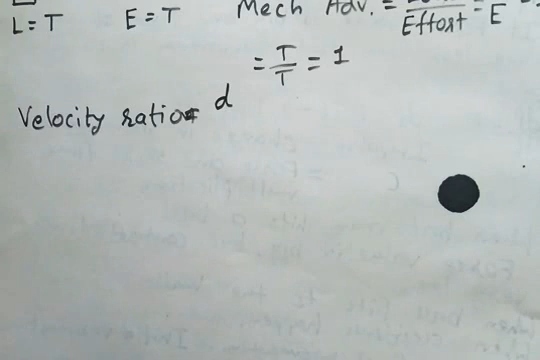 L = T E = T Mech Adv. = Effort = E
= T/T = 1
Velocity ratio = d